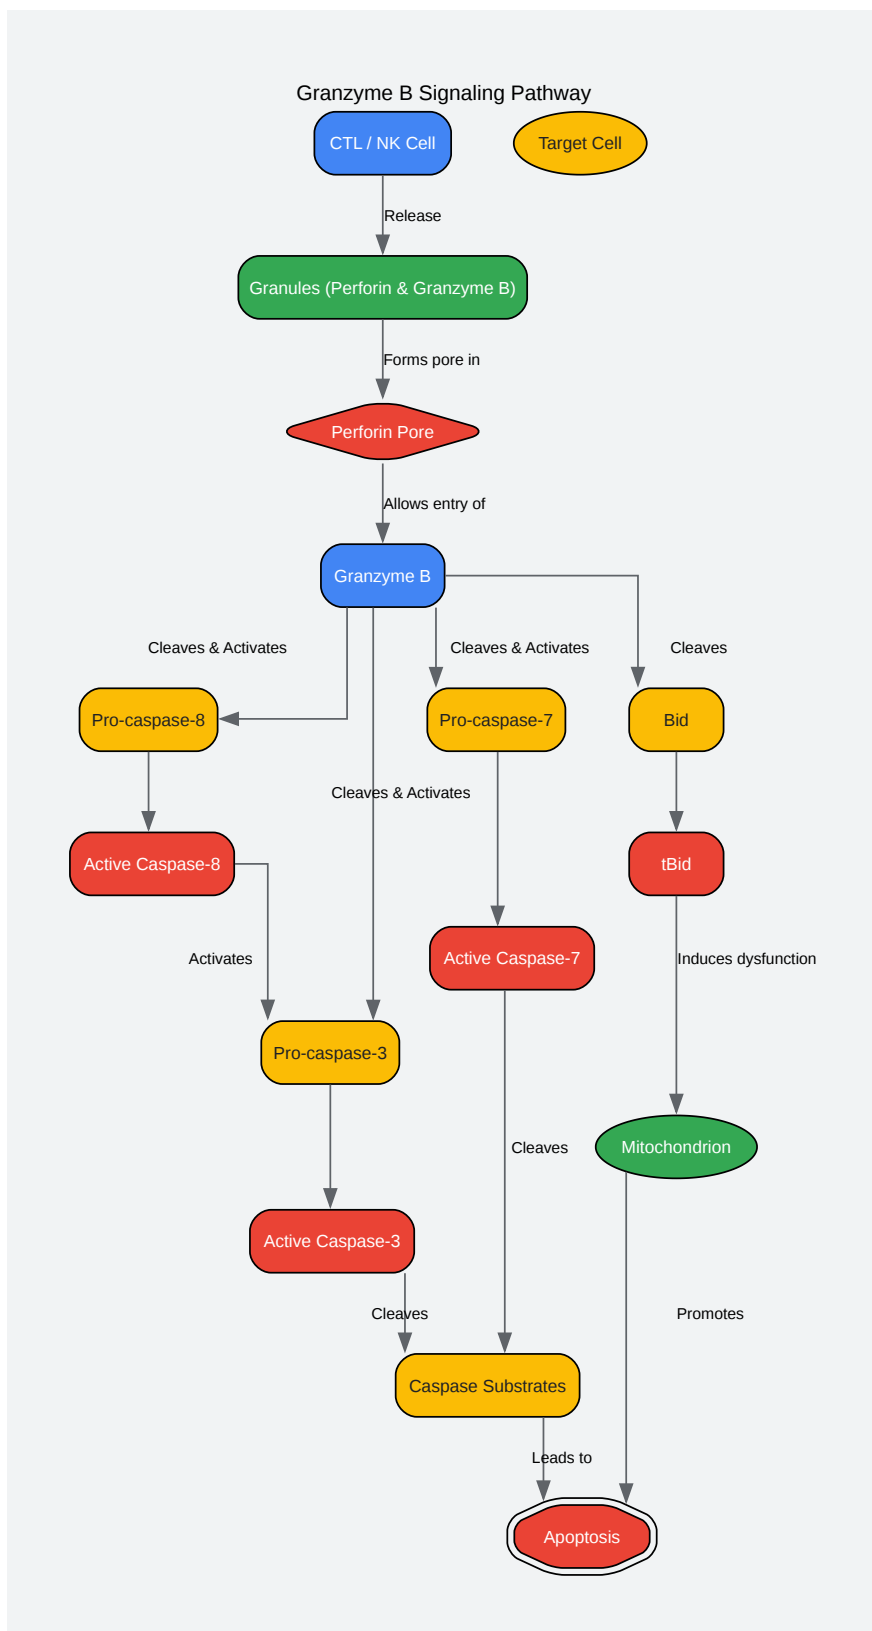 Granzyme B Signaling Pathway
CTL / NK Cell
Target Cell
Release
Granules (Perforin & Granzyme B)
Forms pore in
Perforin Pore
Allows entry of
Granzyme B
Cleaves & Activates
Cleaves & Activates
Cleaves
Pro-caspase-8
Pro-caspase-7
Bid
Cleaves & Activates
Active Caspase-8
tBid
Activates
Active Caspase-7
Induces dysfunction
Pro-caspase-3
Cleaves
Mitochondrion
Active Caspase-3
Cleaves
Promotes
Caspase Substrates
Leads to
Apoptosis